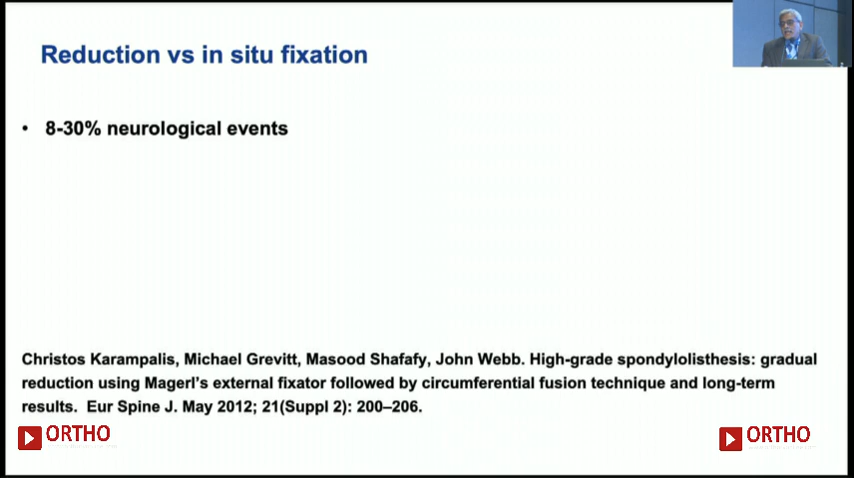 Reduction vs in situ fixation
• 8-30% neurological events
Christos Karampalis, Michael Grevitt, Masood Shafafy, John Webb. High-grade spondylolisthesis: gradual
reduction using Magerl's external fixator followed by circumferential fusion technique and long-term
results. Eur Spine J. May 2012; 21(Suppl 2): 200–206.
ORTHO
ORTHO